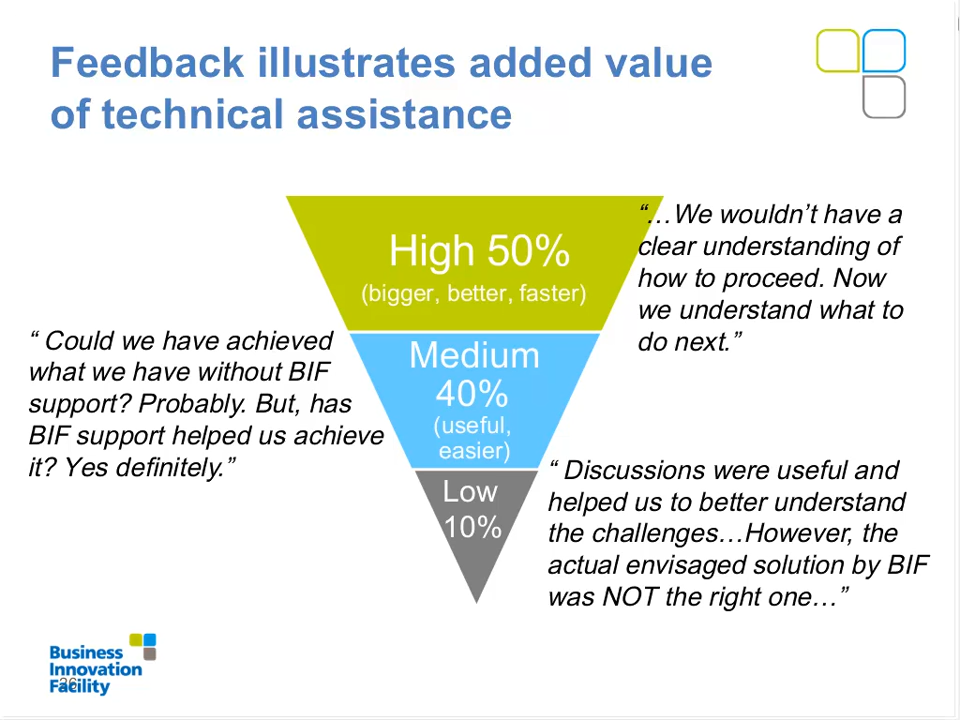 Feedback illustrates added value
of technical assistance
High 50%
(bigger, better, faster)
“…We wouldn’t have a
clear understanding of
how to proceed. Now
we understand what to
do next.”
“ Could we have achieved
what we have without BIF
support? Probably. But, has
BIF support helped us achieve
it? Yes definitely.”
Medium
40%
(useful,
easier)
Low
10%
“ Discussions were useful and
helped us to better understand
the challenges…However, the
actual envisaged solution by BIF
was NOT the right one…”
Business
Innovation
Facility
26